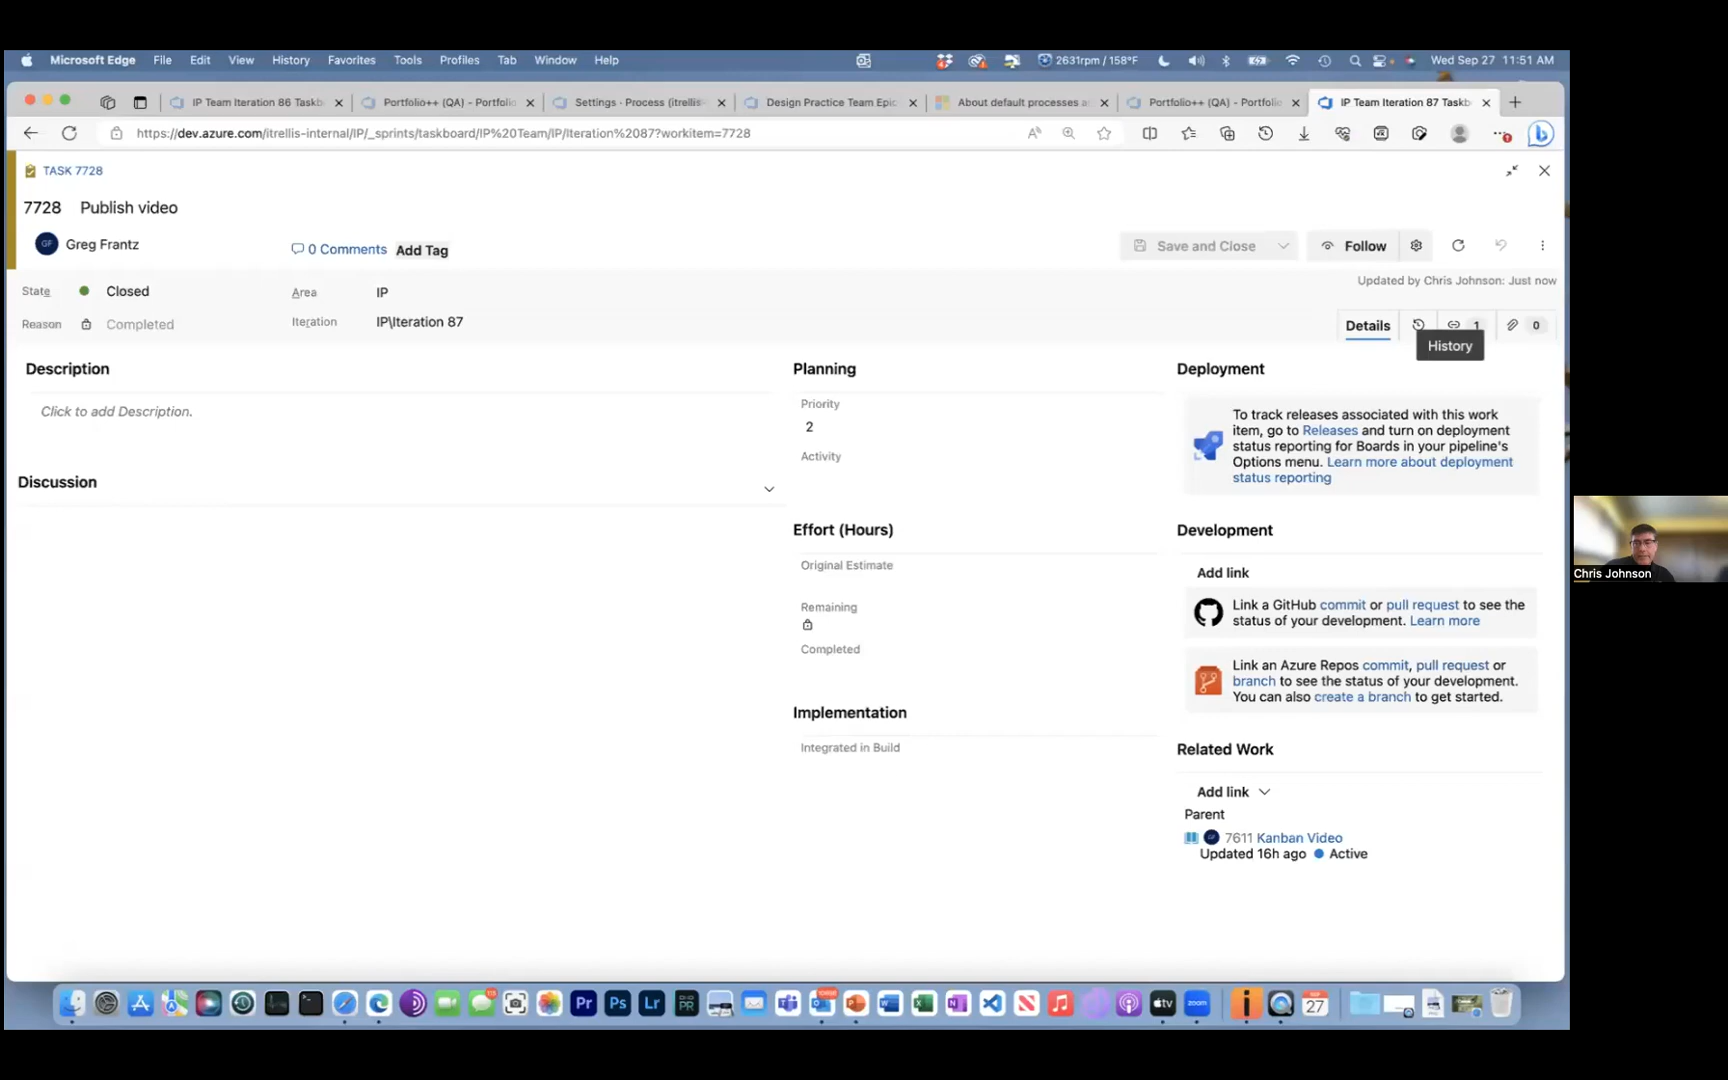 Microsoft Edge File Edit View History Favorites Tools Profiles Tab Window Help 2631rpm / 158°F Wed Sep 27 11:51 AM
IP Team Iteration 86 Taskb Portfolio++ (QA) - Portfolio Settings · Process (itrellis- Design Practice Team Epic About default processes a Portfolio++ (QA) - Portfolio IP Team Iteration 87 Taskb
https://dev.azure.com/itrellis-internal/IP/_sprints/taskboard/IP%20Team/IP/Iteration%2087?workitem=7728
TASK 7728
7728 Publish video
GF Greg Frantz 0 Comments Add Tag
Save and Close Follow
Updated by Chris Johnson: Just now
State Closed Area IP
Reason Completed Iteration IP\Iteration 87
Details 1 0
History
Description
Click to add Description.
Discussion
Planning
Priority
2
Activity
Effort (Hours)
Original Estimate
Remaining
Completed
Implementation
Integrated in Build
Deployment
To track releases associated with this work
item, go to Releases and turn on deployment
status reporting for Boards in your pipeline's
Options menu. Learn more about deployment
status reporting
Development
Add link
Link a GitHub commit or pull request to see the
status of your development. Learn more
Link an Azure Repos commit, pull request or
branch to see the status of your development.
You can also create a branch to get started.
Related Work
Add link
Parent
7611 Kanban Video
Updated 16h ago Active
Chris Johnson
Pr Ps Lr PR tv zoom 27